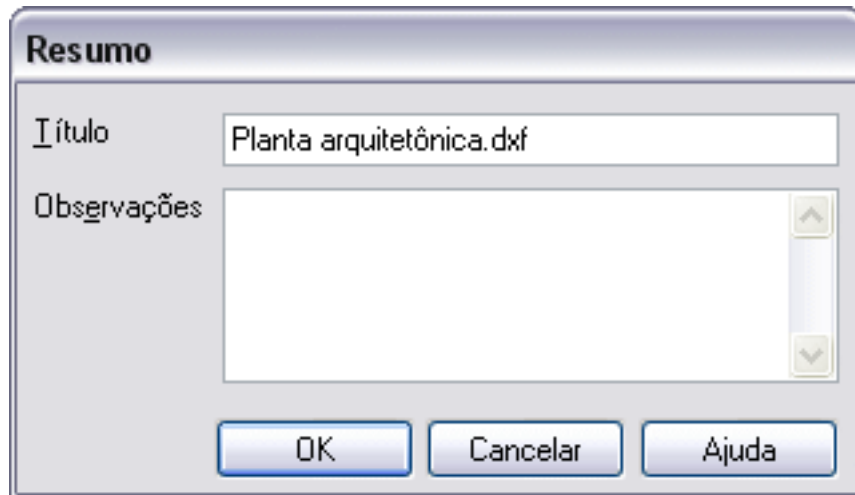 Resumo
Título
Planta arquitetônica.dxf
Observações
OK Cancelar Ajuda